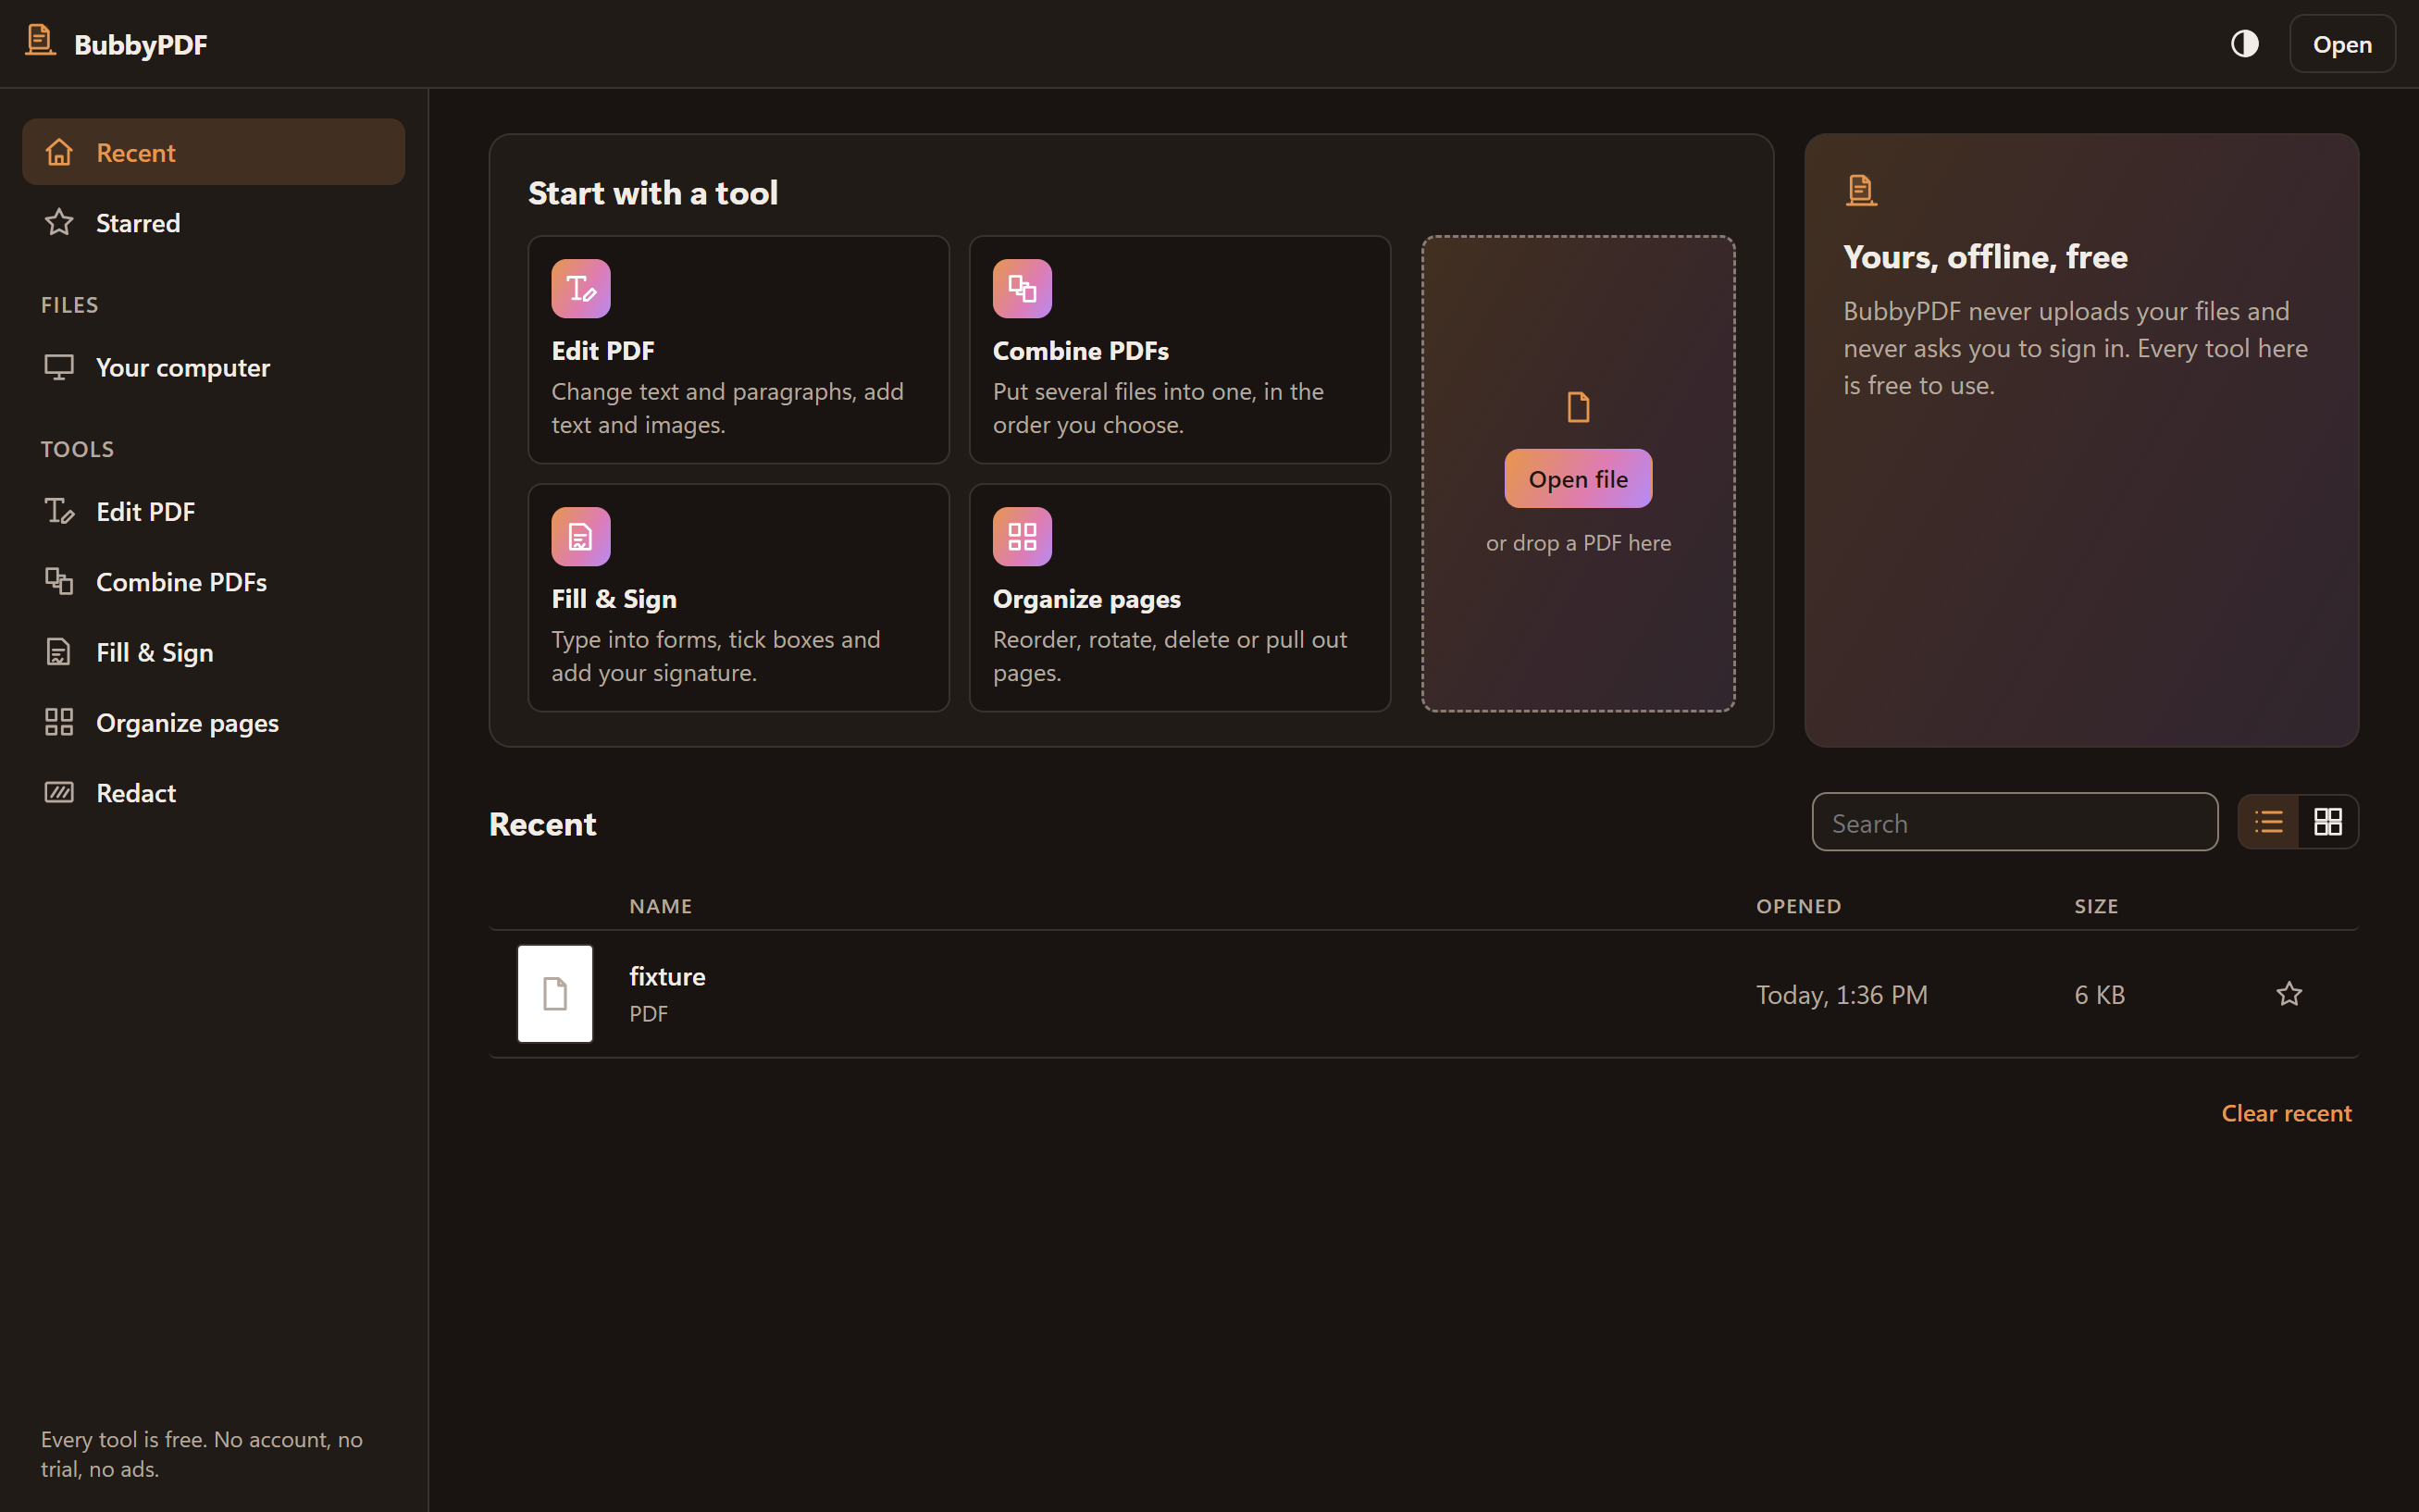 BubbyPDF
Open
Recent
Starred
FILES
Your computer
TOOLS
Edit PDF
Combine PDFs
Fill & Sign
Organize pages
Redact
Every tool is free. No account, no
trial, no ads.
Start with a tool
Edit PDF
Change text and paragraphs, add
text and images.
Combine PDFs
Put several files into one, in the
order you choose.
Fill & Sign
Type into forms, tick boxes and
add your signature.
Organize pages
Reorder, rotate, delete or pull out
pages.
Open file
or drop a PDF here
Yours, offline, free
BubbyPDF never uploads your files and
never asks you to sign in. Every tool here
is free to use.
Recent
Search
NAME OPENED SIZE
fixture
PDF
Today, 1:36 PM
6 KB
Clear recent